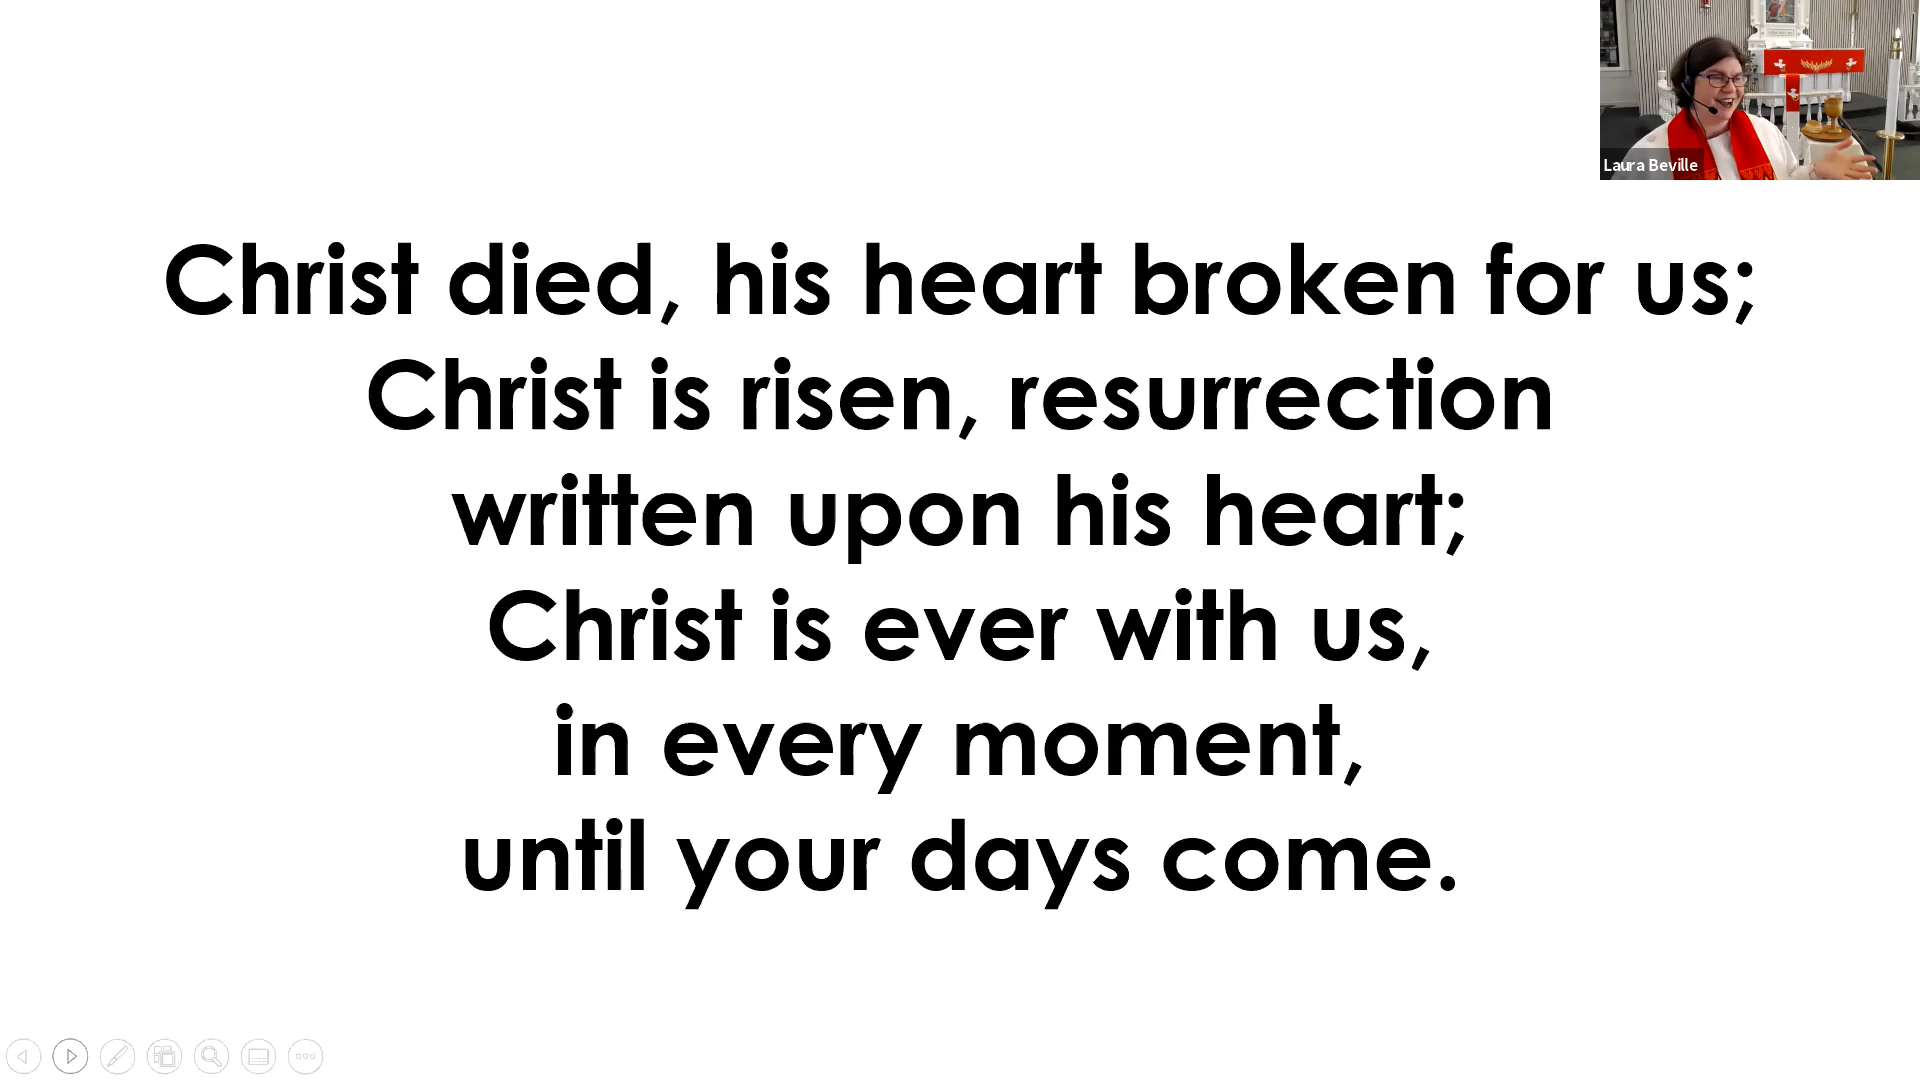 Laura Beville
Christ died, his heart broken for us;
Christ is risen, resurrection
written upon his heart;
Christ is ever with us,
in every moment,
until your days come.